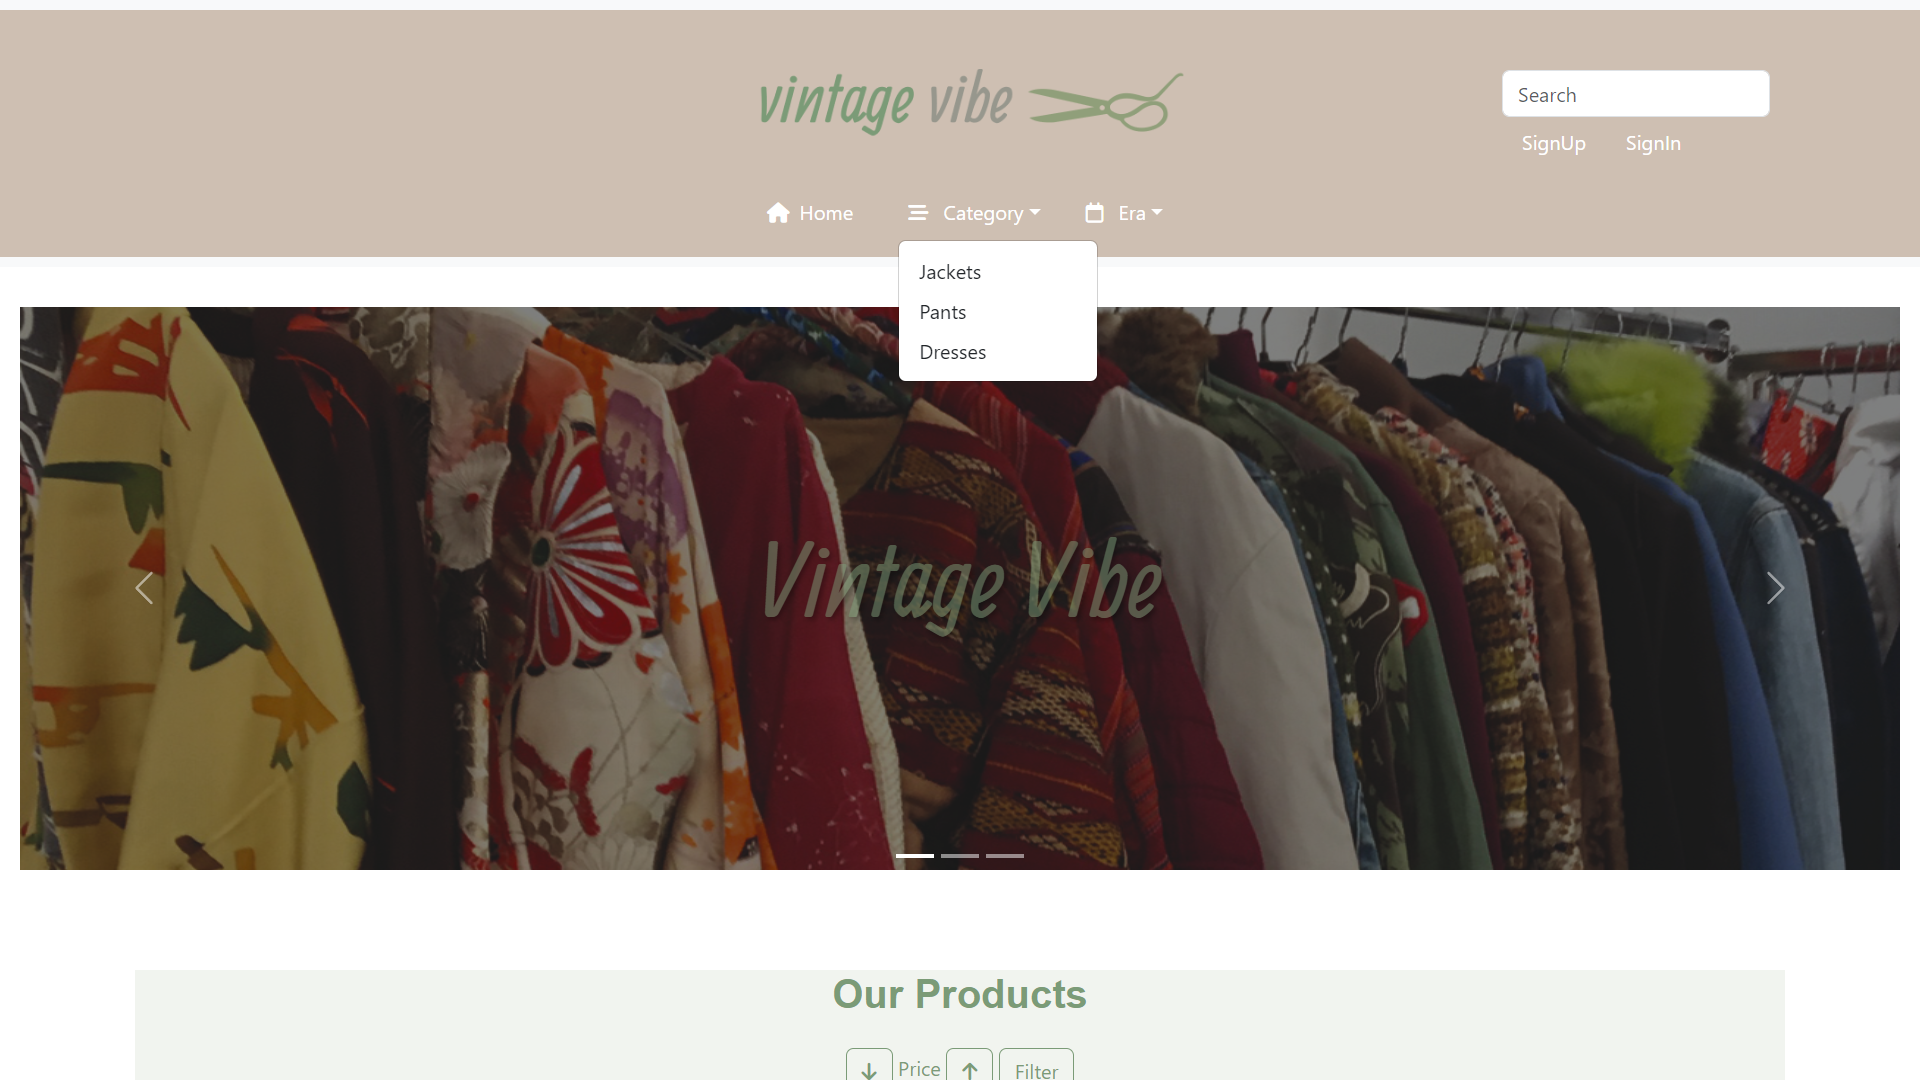 vintage vibe
Search
SignUp SignIn
Home Category Era
Jackets
Pants
Dresses
Vintage Vibe
Our Products
Price Filter